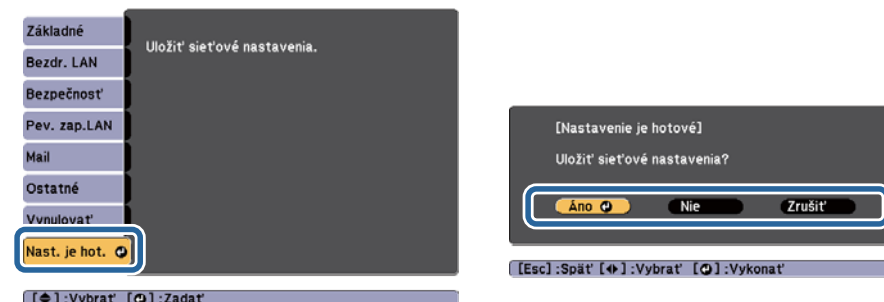 Základné
Bezdr. LAN
Bezpečnosť
Pev. zap.LAN
Mail
Ostatné
Vynulovať
Nast. je hot.
Uložiť sieťové nastavenia.
[ ]:Vybrať [ ]:Zadať
[Nastavenie je hotové]
Uložiť sieťové nastavenia?
Áno Nie Zrušiť
[Esc] :Späť [ ] :Vybrať [ ] :Vykonať